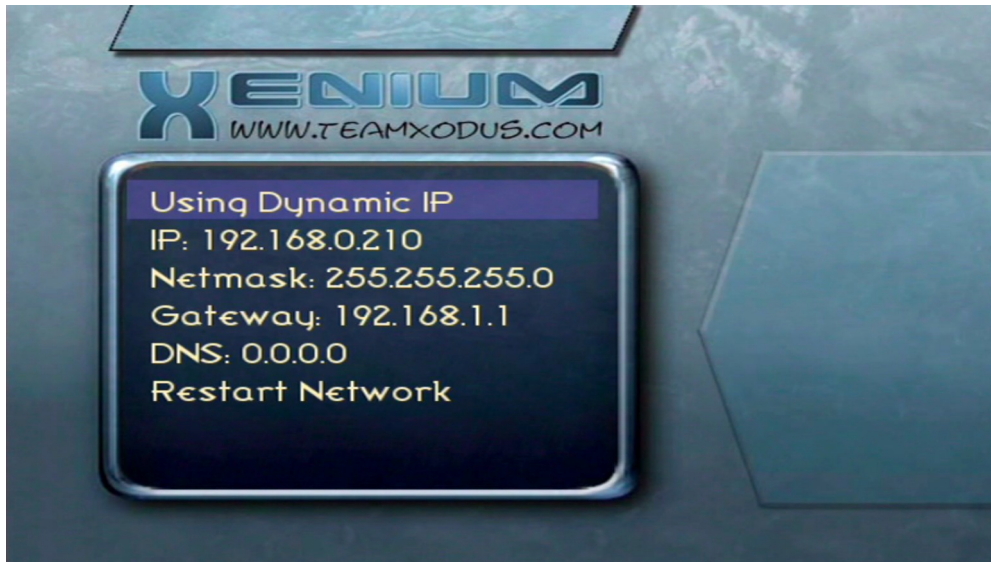 XENIUM
WWW.TEAMXODUS.COM
Using Dynamic IP
IP: 192.168.0.210
Netmask: 255.255.255.0
Gateway: 192.168.1.1
DNS: 0.0.0.0
Restart Network